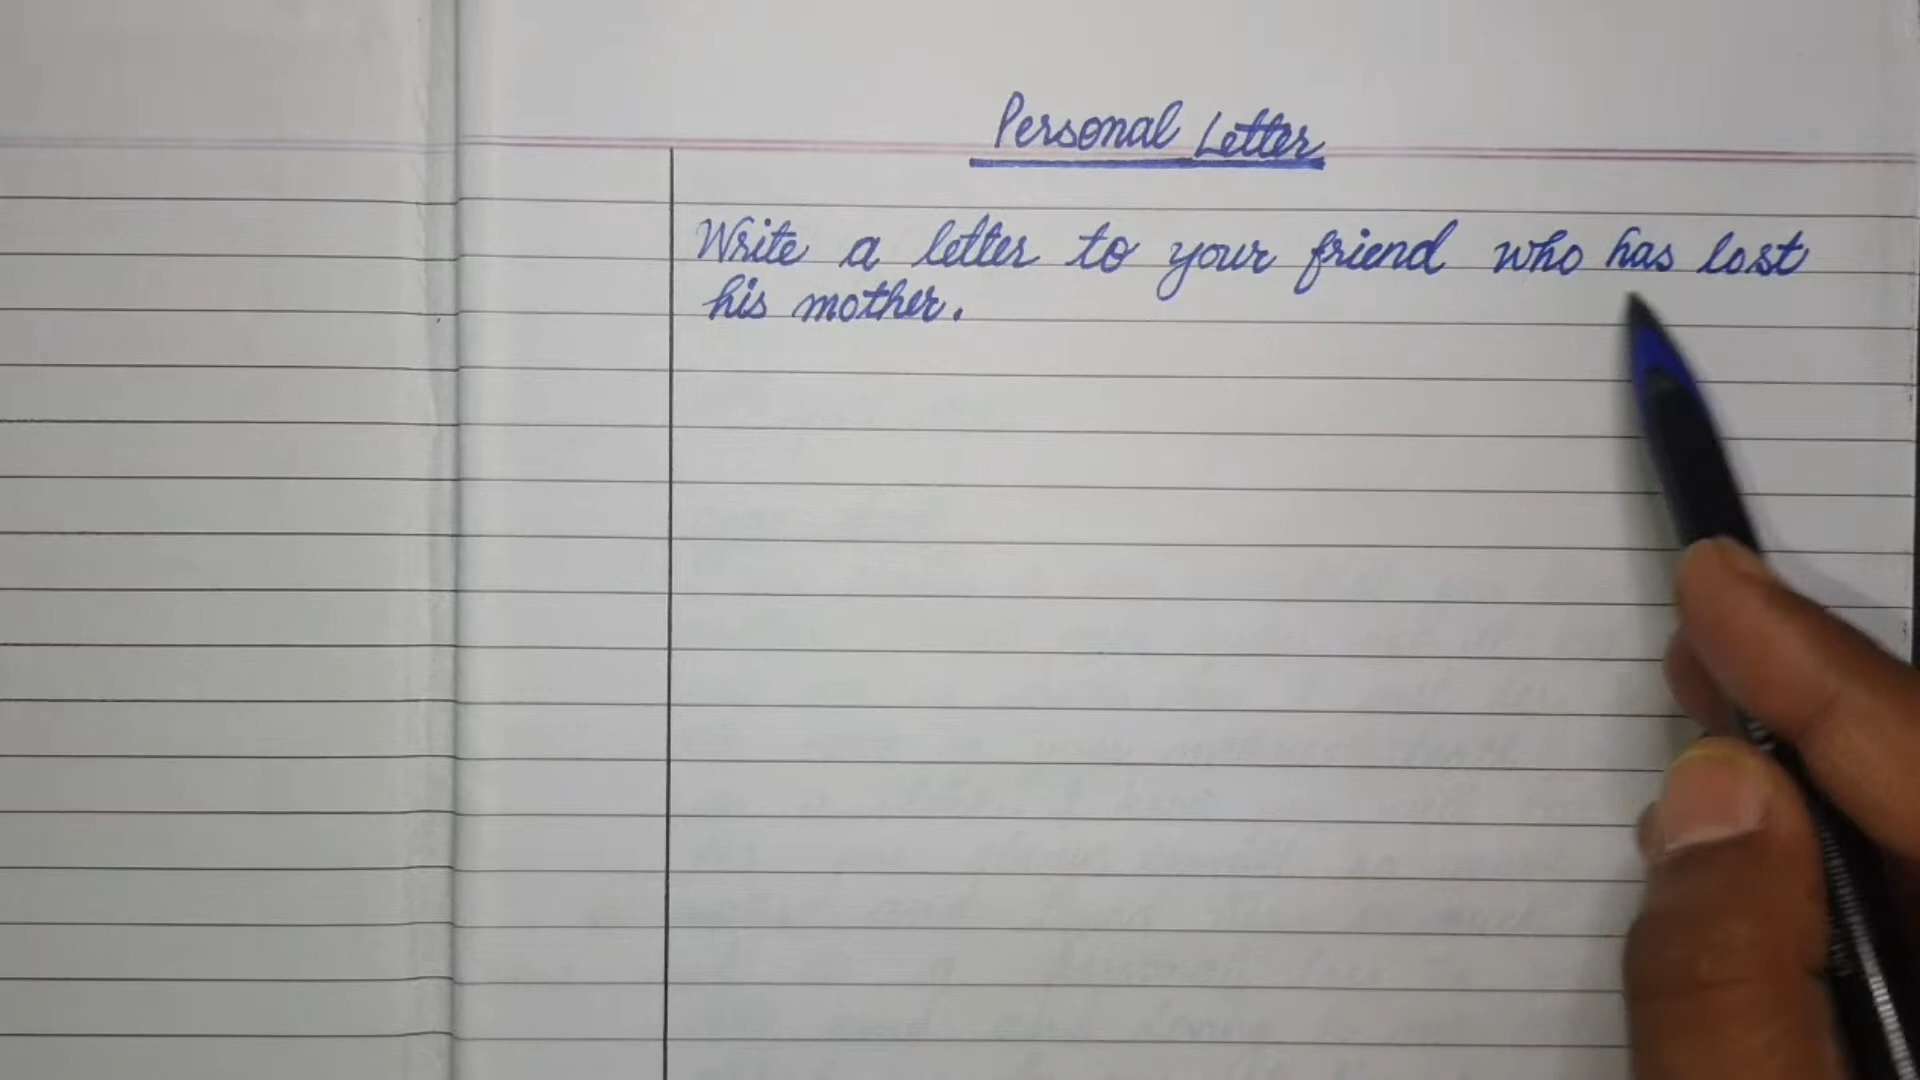 Personal Letter
Write a letter to your friend who has lost
his mother.